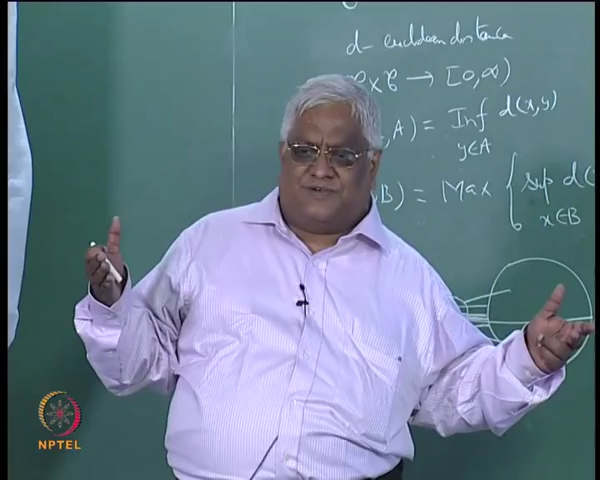 d - euclidean distance
× 𝒞 → [0, ∞)
, A) = Inf d(x, y)
y∈A
B) = Max { sup d(
x∈B
NPTEL